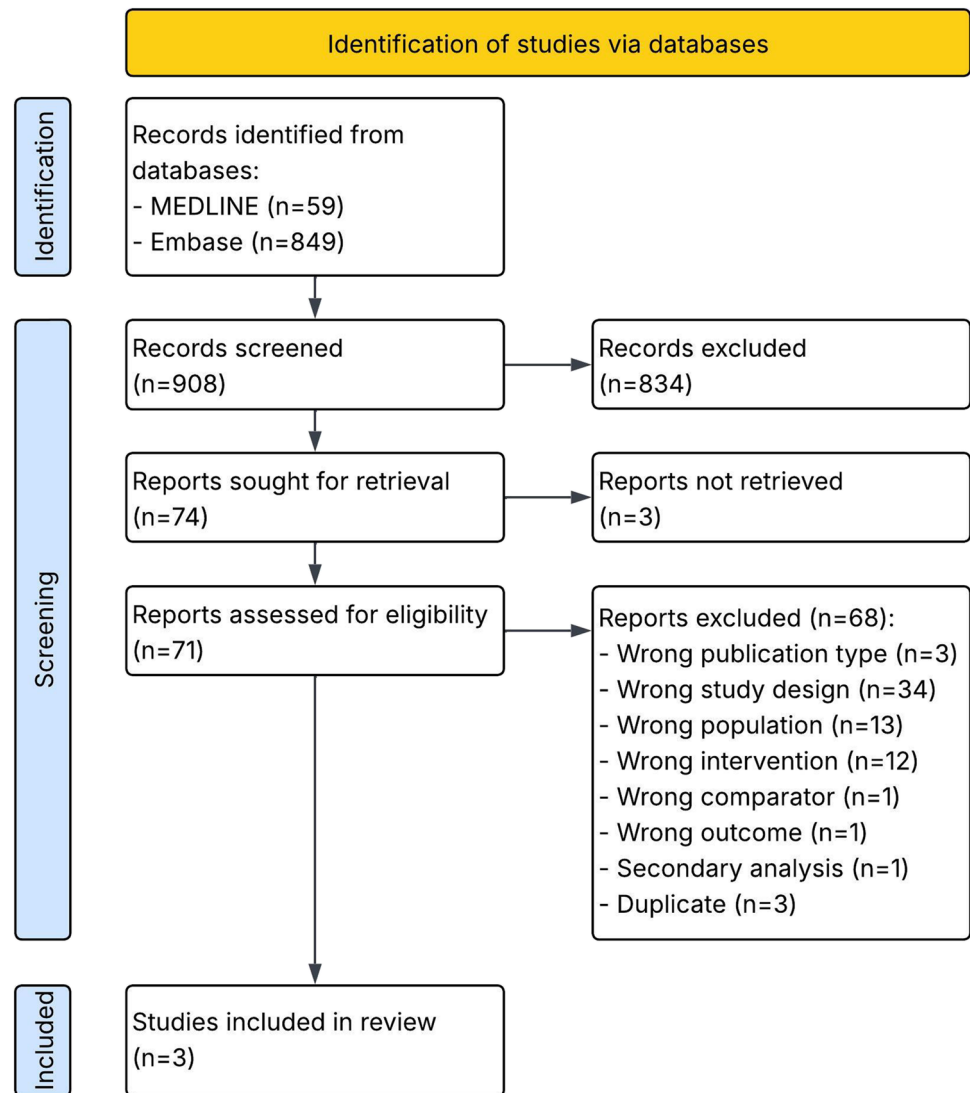 Identification of studies via databases
Identification
Records identified from
databases:
- MEDLINE (n=59)
- Embase (n=849)
Screening
Records screened
(n=908)
Records excluded
(n=834)
Reports sought for retrieval
(n=74)
Reports not retrieved
(n=3)
Reports assessed for eligibility
(n=71)
Reports excluded (n=68):
- Wrong publication type (n=3)
- Wrong study design (n=34)
- Wrong population (n=13)
- Wrong intervention (n=12)
- Wrong comparator (n=1)
- Wrong outcome (n=1)
- Secondary analysis (n=1)
- Duplicate (n=3)
Included
Studies included in review
(n=3)